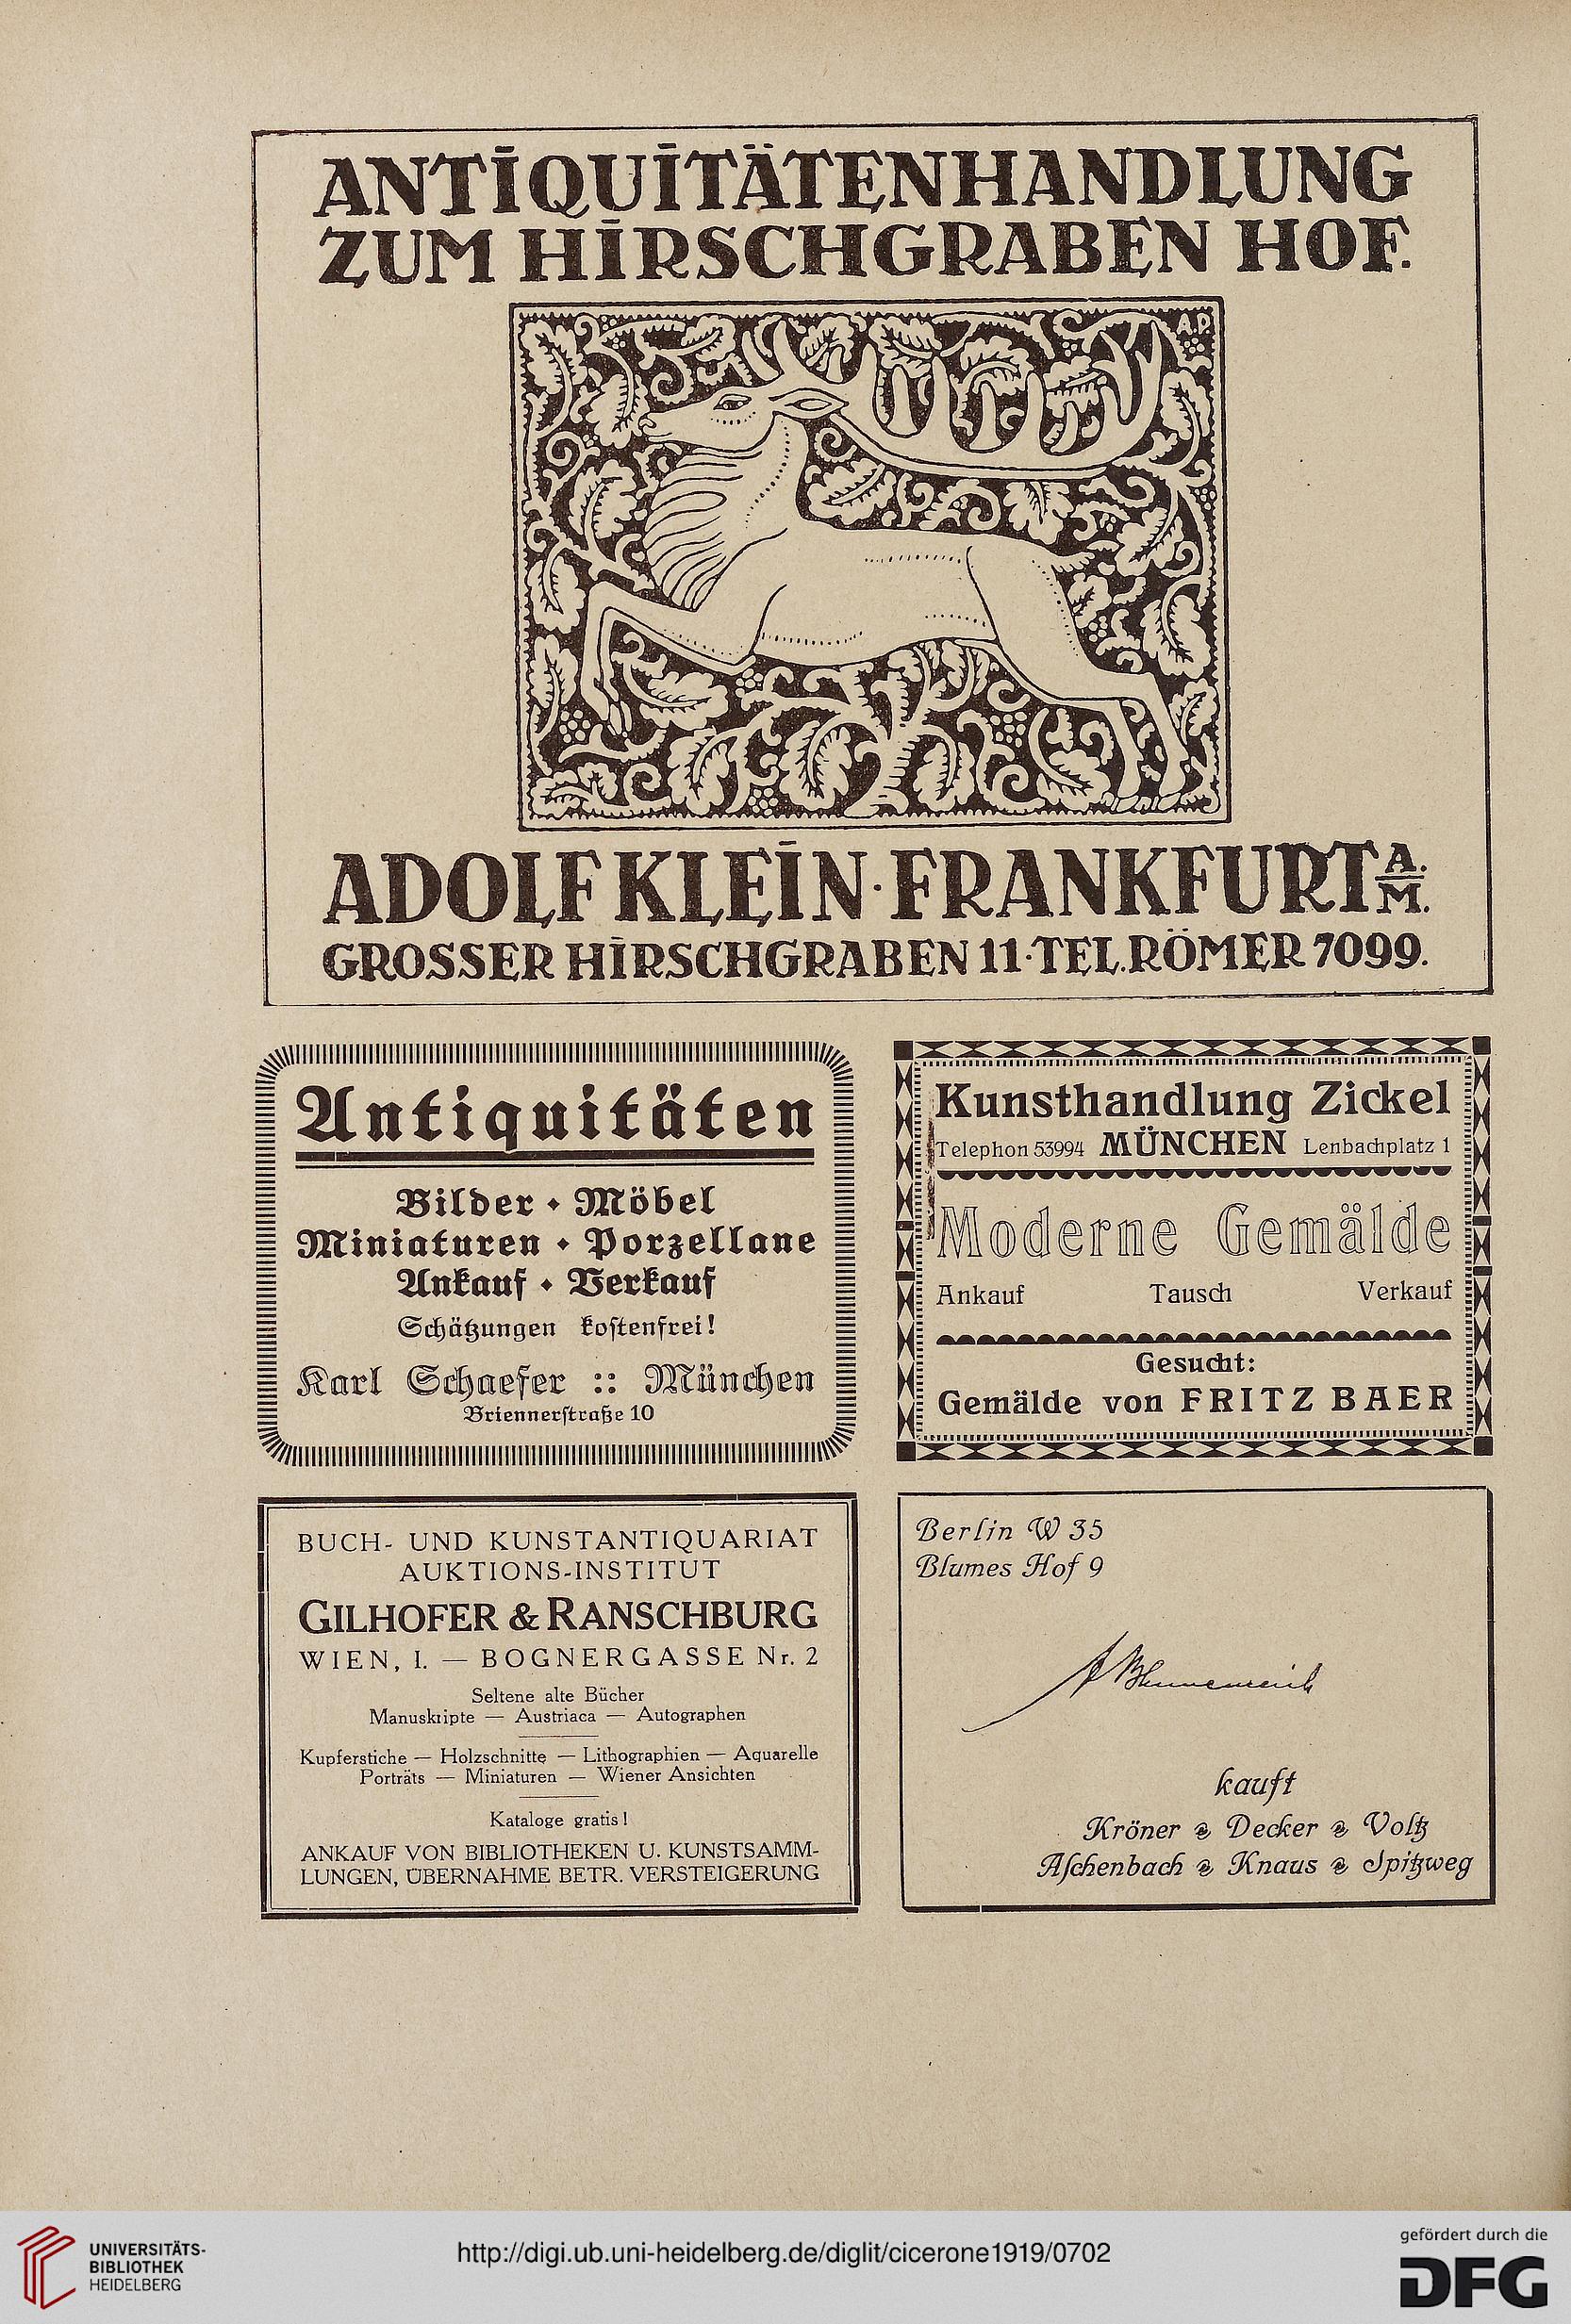 ANTIQUITÄTENHANDLUNG
ZUM HIRSCHGRABEN HOF.
A.P.
ADOLF KLEIN · FRANKFURT A./M.
GROSSER HIRSCHGRABEN 11 · TEL. RÖMER 7099.
Antiquitäten
Bilder • Möbel
Miniaturen • Porzellane
Ankauf • Verkauf
Schätzungen kostenfrei!
Karl Schaefer :: München
Briennerstraße 10
Kunsthandlung Zickel
Telephon 53994 MÜNCHEN Lenbachplatz 1
Moderne Gemälde
Ankauf Tausch Verkauf
Gesucht:
Gemälde von FRITZ BAER
BUCH- UND KUNSTANTIQUARIAT
AUKTIONS-INSTITUT
GILHOFER & RANSCHBURG
WIEN, I. — BOGNERGASSE Nr. 2
Seltene alte Bücher
Manuskripte — Austriaca — Autographen
Kupferstiche — Holzschnitte — Lithographien — Aquarelle
Porträts — Miniaturen — Wiener Ansichten
Kataloge gratis!
ANKAUF VON BIBLIOTHEKEN U. KUNSTSAMM-
LUNGEN, ÜBERNAHME BETR. VERSTEIGERUNG
Berlin W 35
Blumes Hof 9
Blumenreich
kauft
Kröner & Decker & Voltz
Aschenbach & Knaus & Spitzweg
UNIVERSITÄTS-
BIBLIOTHEK
HEIDELBERG
http://digi.ub.uni-heidelberg.de/diglit/cicerone1919/0702
gefördert durch die
DFG